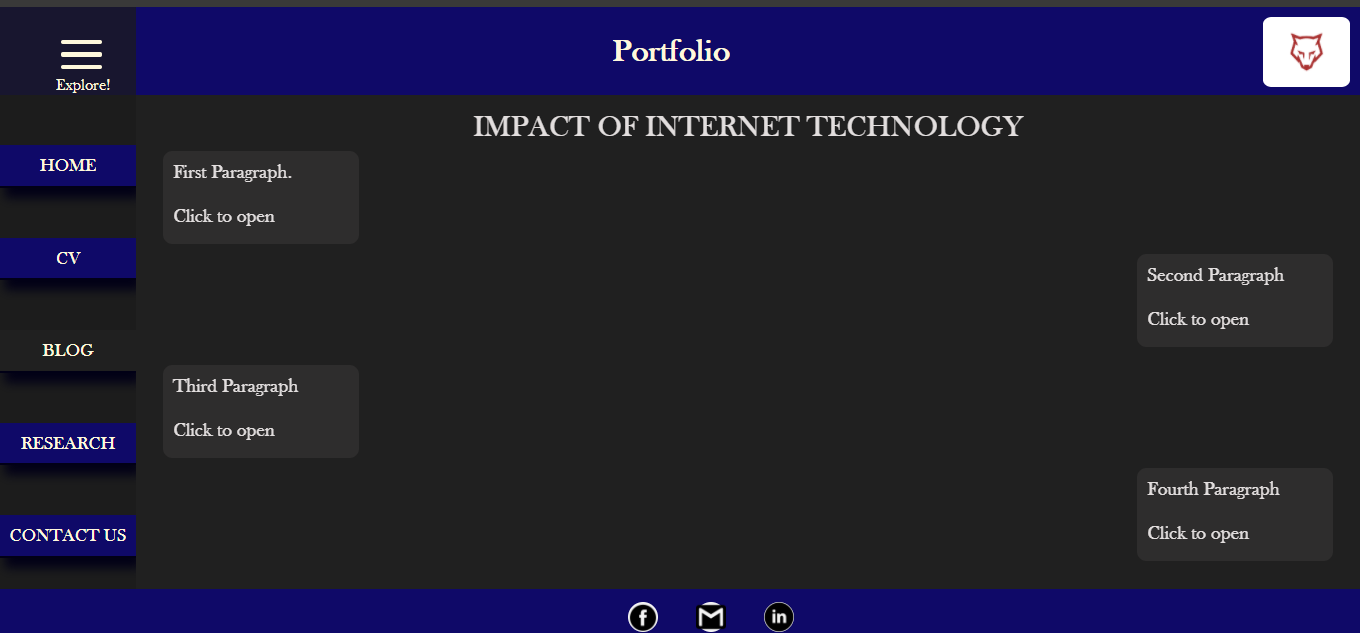 Portfolio
Explore!
IMPACT OF INTERNET TECHNOLOGY
HOME
CV
BLOG
RESEARCH
CONTACT US
First Paragraph.
Click to open
Second Paragraph
Click to open
Third Paragraph
Click to open
Fourth Paragraph
Click to open
f
M
in